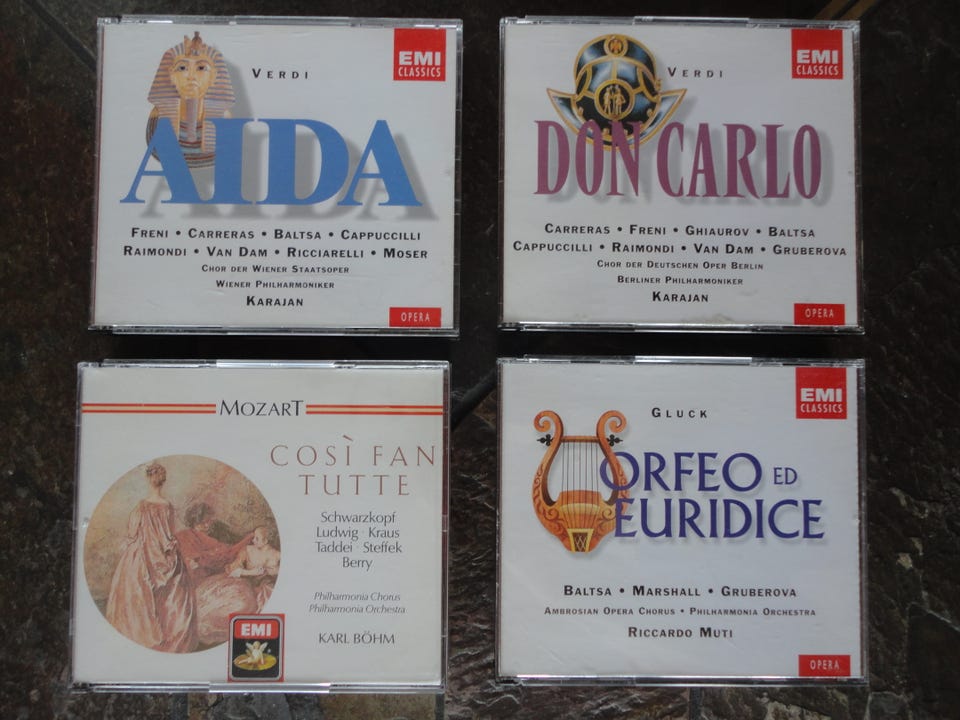 EMI
CLASSICS
VERDI
AIDA
FRENI • CARRERAS • BALTSA • CAPPUCCILLI
RAIMONDI • VAN DAM • RICCIARELLI • MOSER
CHOR DER WIENER STAATSOPER
WIENER PHILHARMONIKER
KARAJAN
OPERA
EMI
CLASSICS
VERDI
DON CARLO
CARRERAS • FRENI • GHIAUROV • BALTSA
CAPPUCCILLI • RAIMONDI • VAN DAM • GRUBEROVA
CHOR DER DEUTSCHEN OPER BERLIN
BERLINER PHILHARMONIKER
KARAJAN
OPERA
MOZART
COSÌ FAN
TUTTE
Schwarzkopf
Ludwig · Kraus
Taddei · Steffek
Berry
Philharmonia Chorus
Philharmonia Orchestra
KARL BÖHM
EMI
EMI
CLASSICS
GLUCK
ORFEO ED
EURIDICE
BALTSA • MARSHALL • GRUBEROVA
AMBROSIAN OPERA CHORUS • PHILHARMONIA ORCHESTRA
RICCARDO MUTI
OPERA